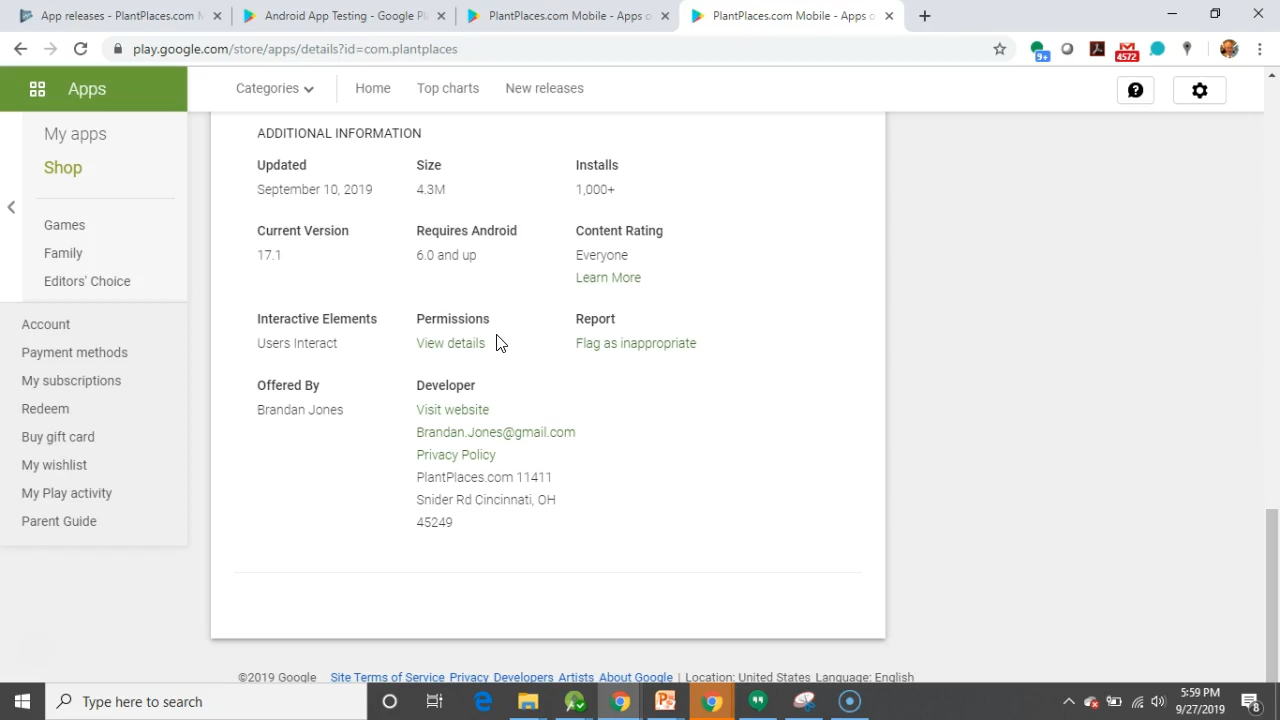 App releases - PlantPlaces.com M
Android App Testing - Google Pl
PlantPlaces.com Mobile - Apps o
PlantPlaces.com Mobile - Apps o
play.google.com/store/apps/details?id=com.plantplaces
9+
4572
Apps
Categories
Home
Top charts
New releases
My apps
Shop
Games
Family
Editors' Choice
Account
Payment methods
My subscriptions
Redeem
Buy gift card
My wishlist
My Play activity
Parent Guide
ADDITIONAL INFORMATION
Updated
September 10, 2019
Size
4.3M
Installs
1,000+
Current Version
17.1
Requires Android
6.0 and up
Content Rating
Everyone
Learn More
Interactive Elements
Users Interact
Permissions
View details
Report
Flag as inappropriate
Offered By
Brandan Jones
Developer
Visit website
Brandan.Jones@gmail.com
Privacy Policy
PlantPlaces.com 11411
Snider Rd Cincinnati, OH
45249
©2019 Google Site Terms of Service Privacy Developers Artists About Google | Location: United States Language: English
Type here to search
5:59 PM
9/27/2019
8